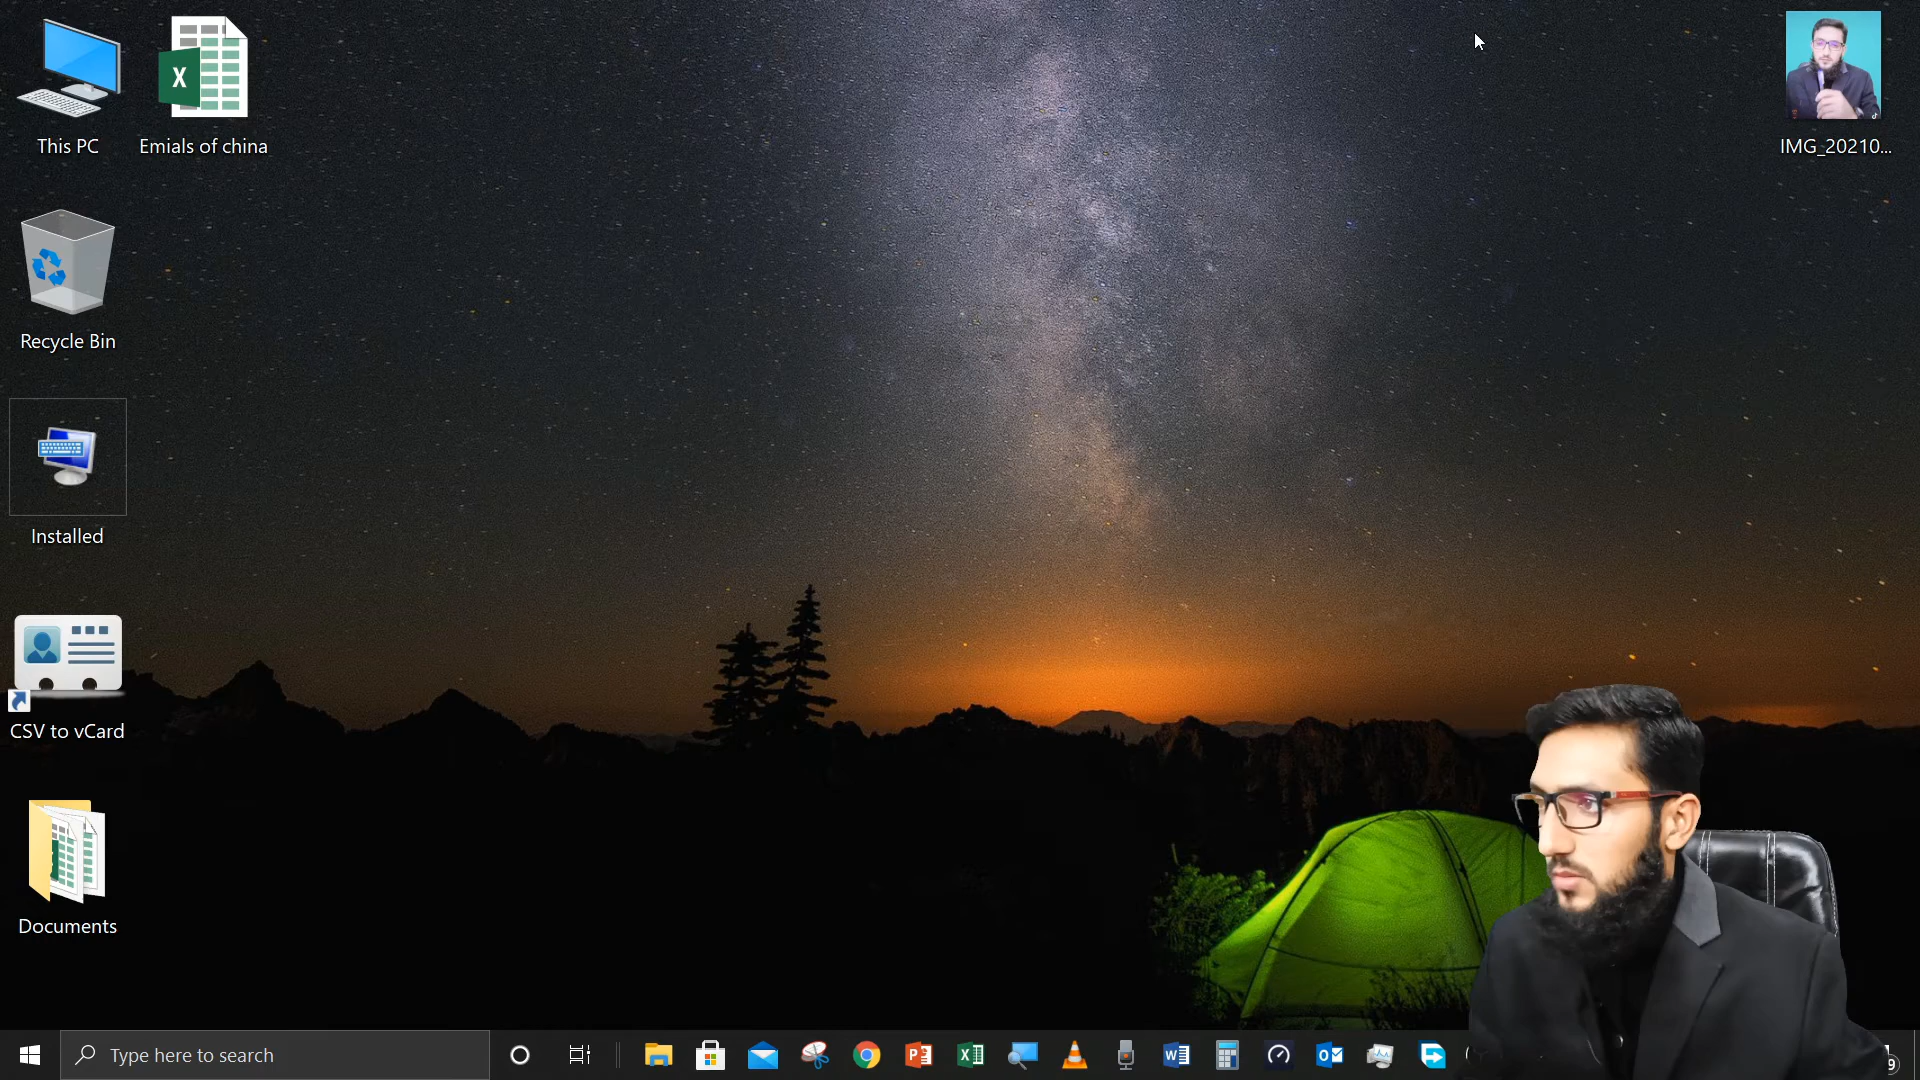 This PC
Emials of china
IMG_20210...
Recycle Bin
Installed
CSV to vCard
Documents
Type here to search